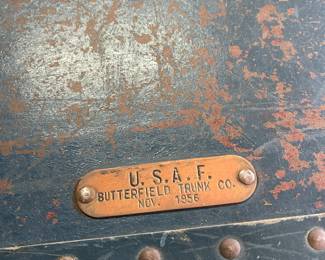 U.S.A.F.
BUTTERFIELD TRUNK CO.
NOV. 1956